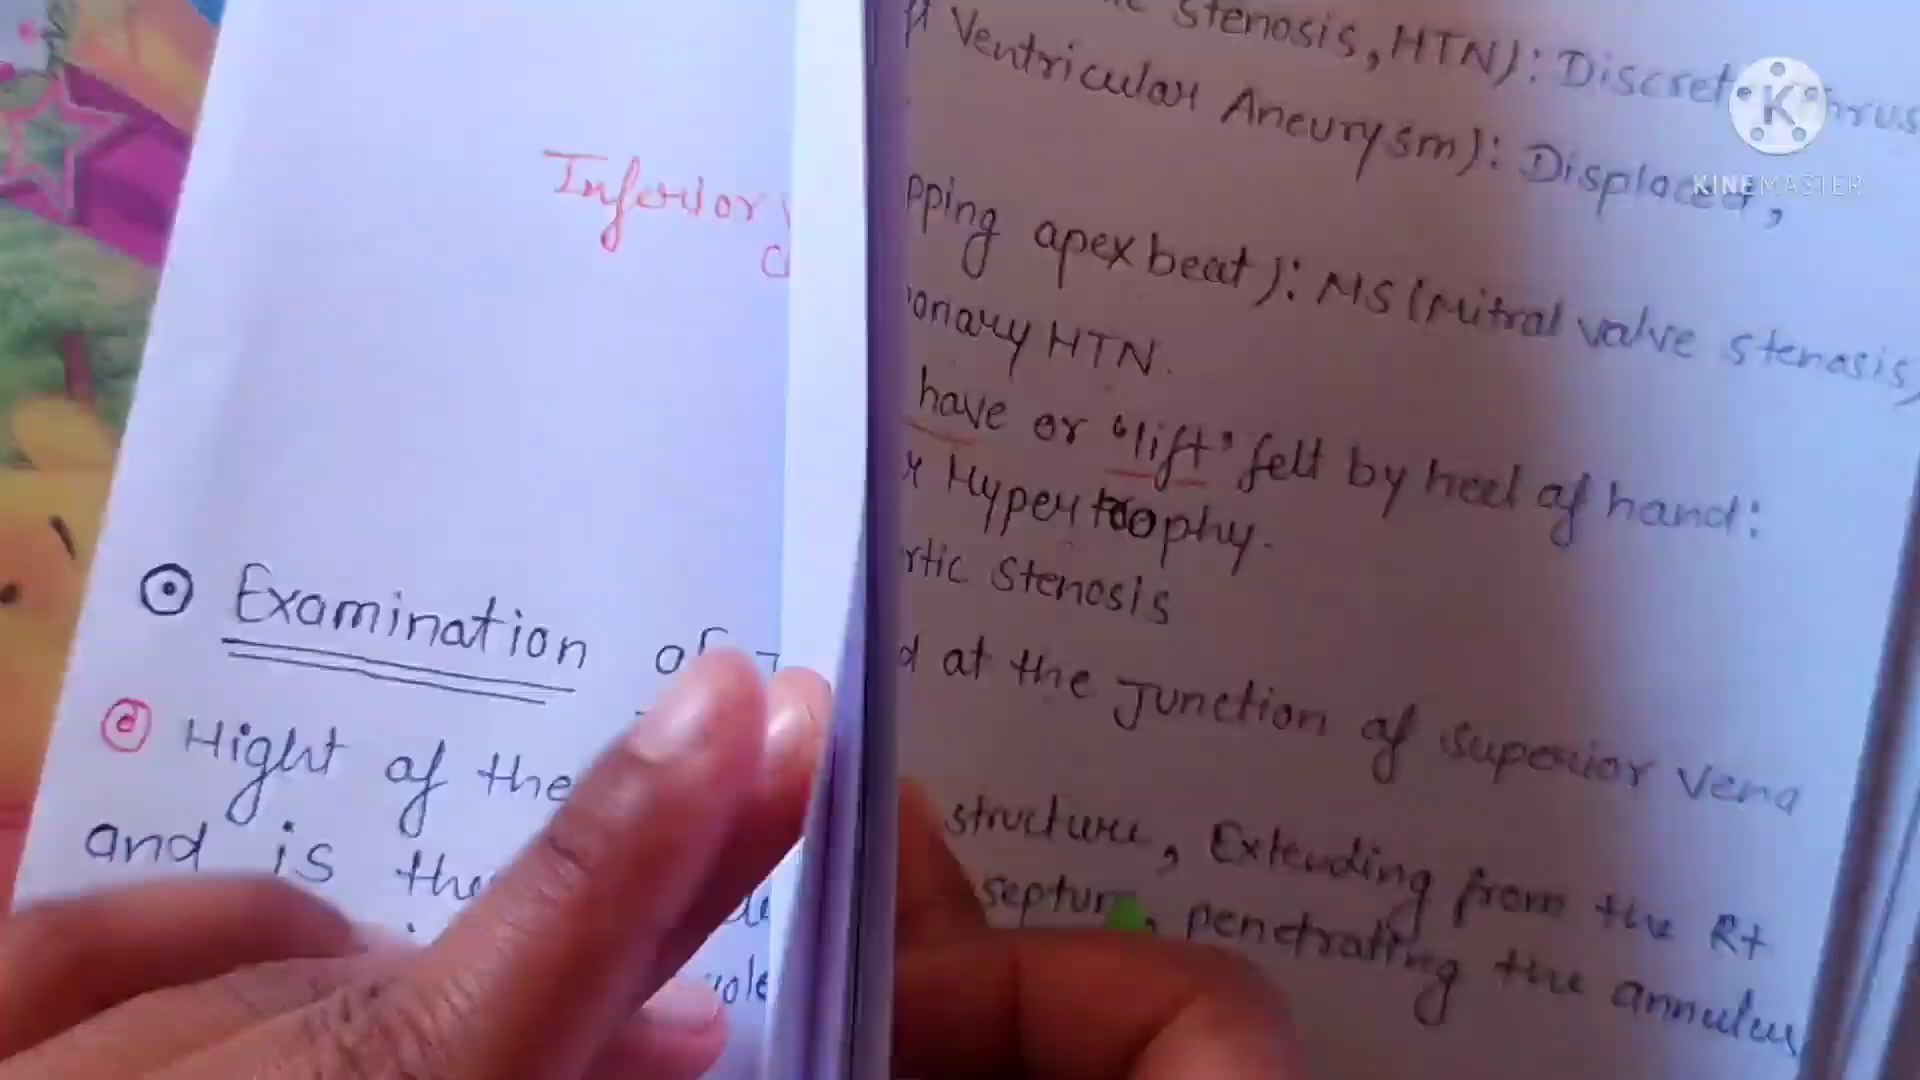 Inferior
Examination of
Hight of the
and is the
stenosis, HTN): Discret
Ventricular Aneurysm): Displaced,
pping apex beat): MS (Mitral valve stenosis,
onary HTN.
have or "lift" felt by heel of hand:
Hypertrophy.
rtic stenosis
d at the Junction of superior vena
structure, Extending from the Rt
septum, penetrating the annulus
K
KINEMASTER